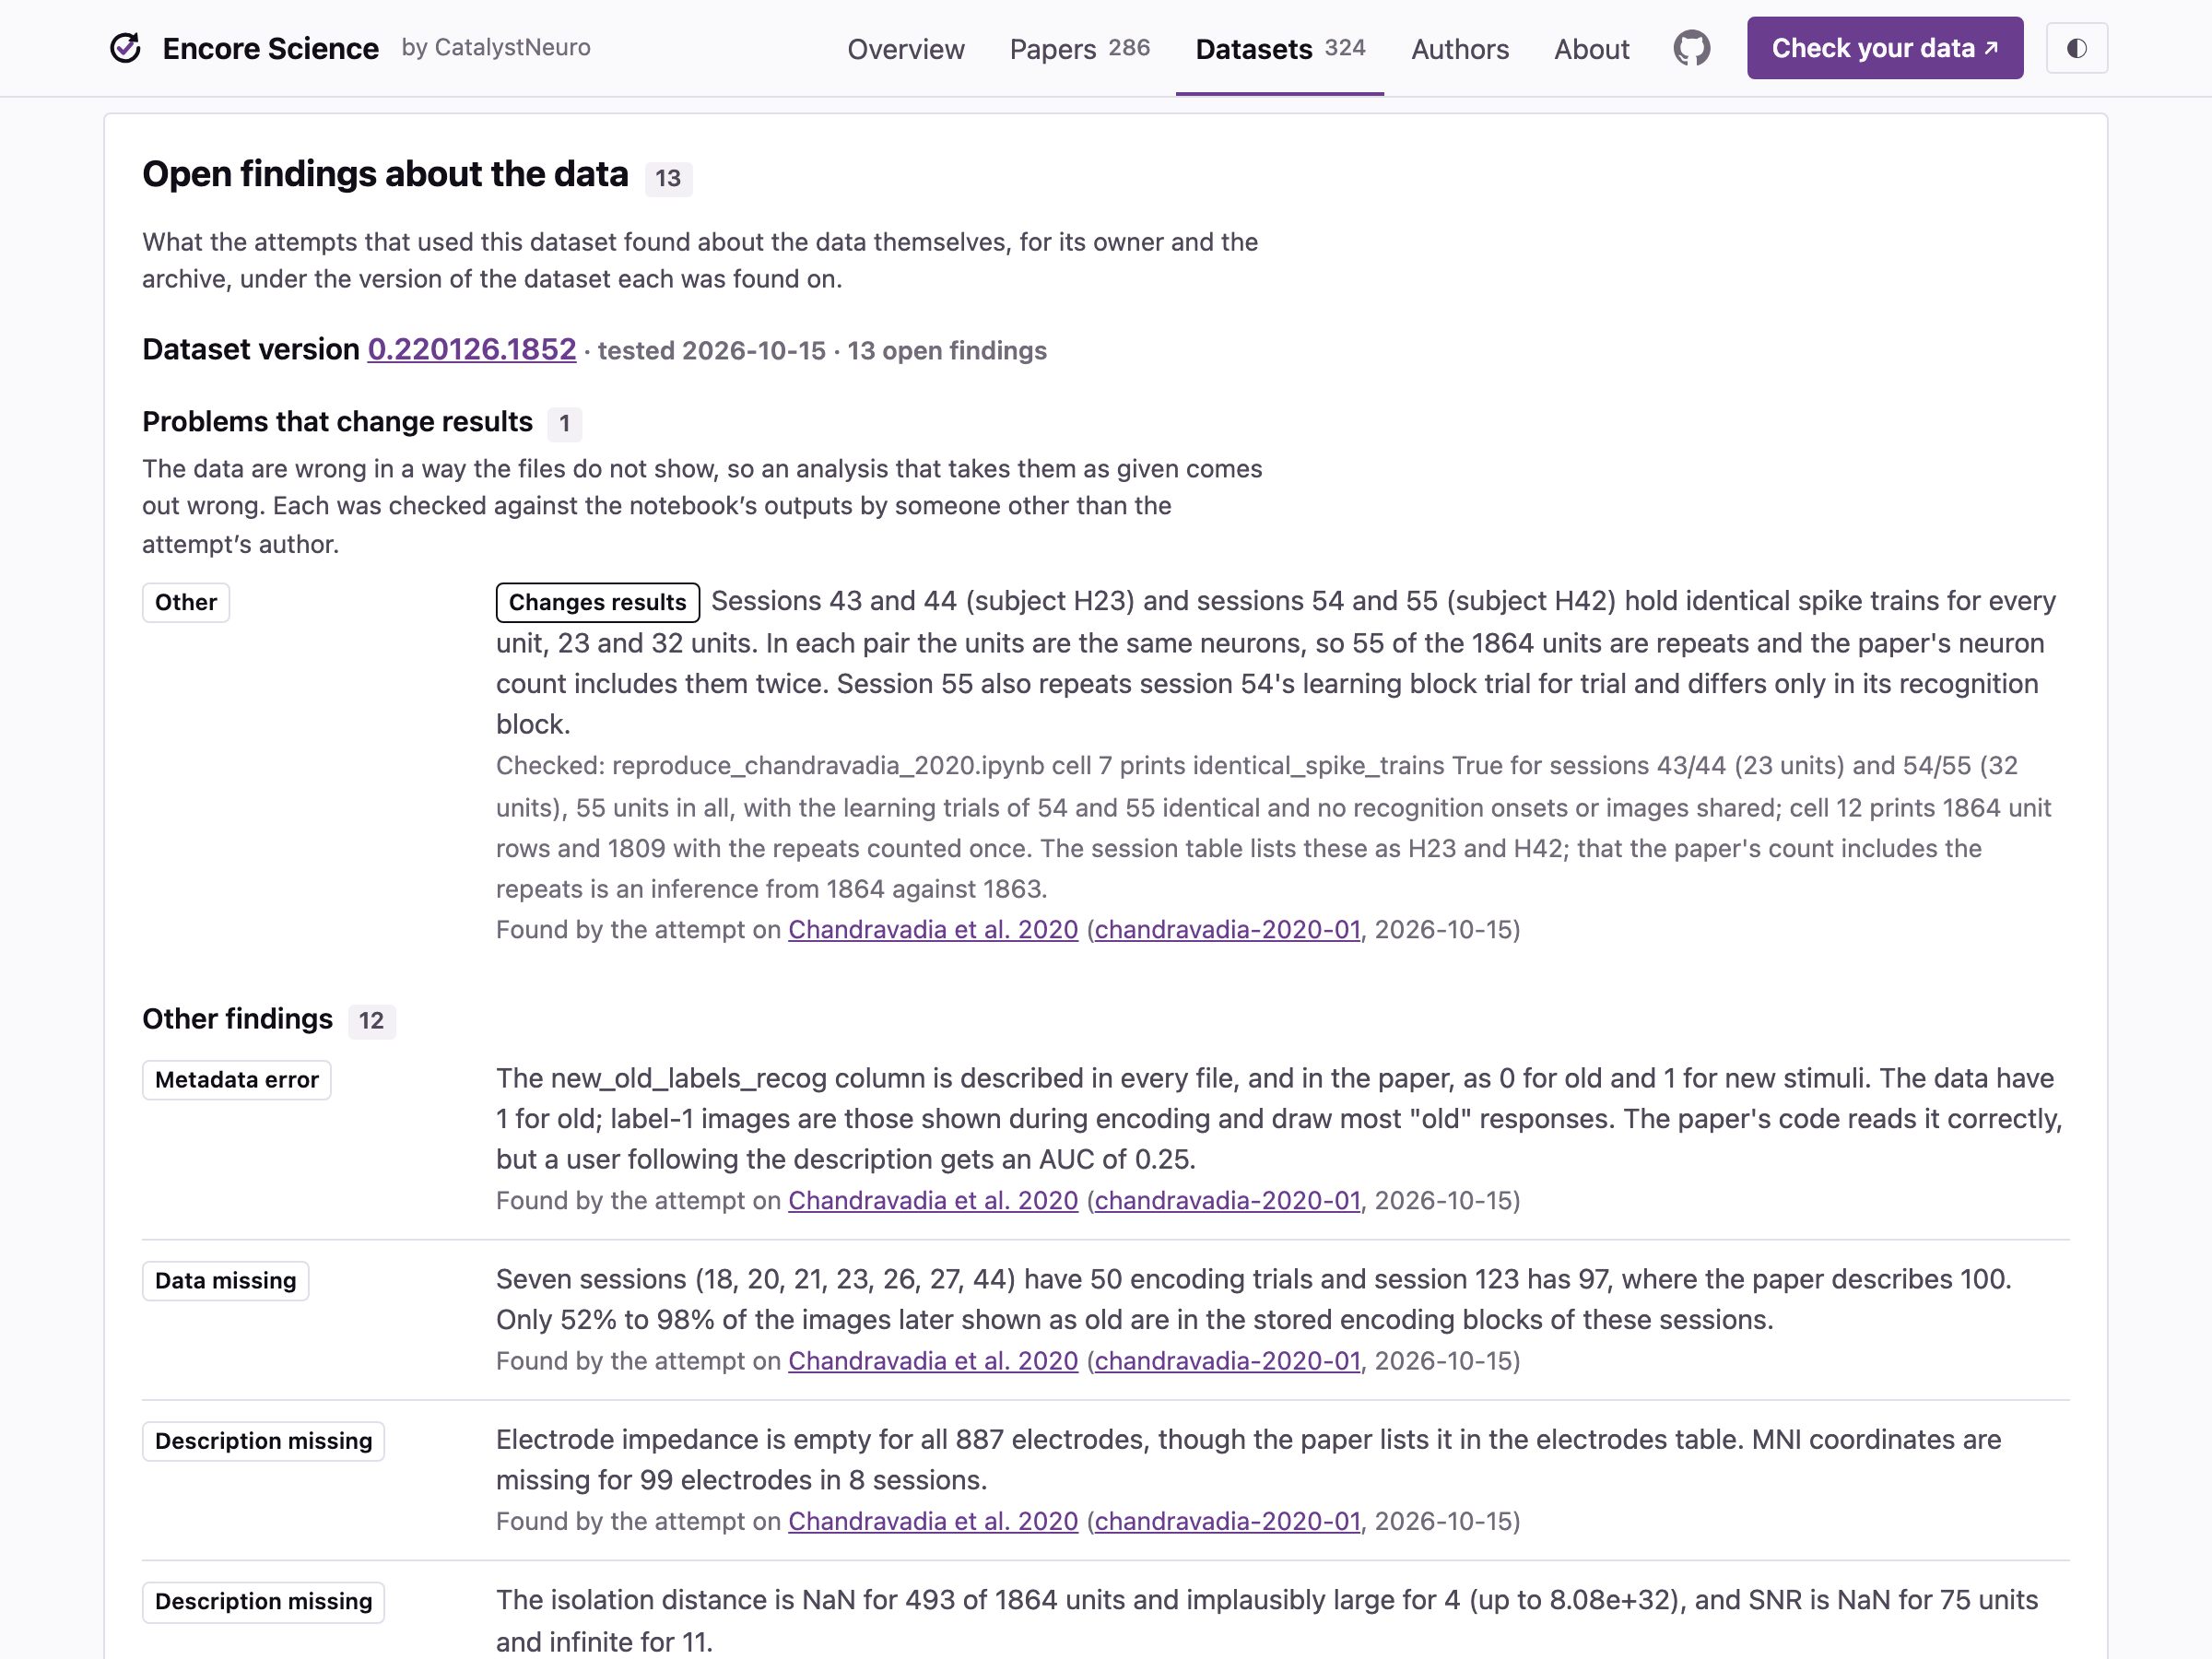 Encore Science by CatalystNeuro Overview Papers 286 Datasets 324 Authors About Check your data ↗
Open findings about the data 13
What the attempts that used this dataset found about the data themselves, for its owner and the
archive, under the version of the dataset each was found on.
Dataset version 0.220126.1852 · tested 2026-10-15 · 13 open findings
Problems that change results 1
The data are wrong in a way the files do not show, so an analysis that takes them as given comes
out wrong. Each was checked against the notebook’s outputs by someone other than the
attempt’s author.
Other
Changes results Sessions 43 and 44 (subject H23) and sessions 54 and 55 (subject H42) hold identical spike trains for every
unit, 23 and 32 units. In each pair the units are the same neurons, so 55 of the 1864 units are repeats and the paper's neuron
count includes them twice. Session 55 also repeats session 54's learning block trial for trial and differs only in its recognition
block.
Checked: reproduce_chandravadia_2020.ipynb cell 7 prints identical_spike_trains True for sessions 43/44 (23 units) and 54/55 (32
units), 55 units in all, with the learning trials of 54 and 55 identical and no recognition onsets or images shared; cell 12 prints 1864 unit
rows and 1809 with the repeats counted once. The session table lists these as H23 and H42; that the paper's count includes the
repeats is an inference from 1864 against 1863.
Found by the attempt on Chandravadia et al. 2020 (chandravadia-2020-01, 2026-10-15)
Other findings 12
Metadata error
The new_old_labels_recog column is described in every file, and in the paper, as 0 for old and 1 for new stimuli. The data have
1 for old; label-1 images are those shown during encoding and draw most "old" responses. The paper's code reads it correctly,
but a user following the description gets an AUC of 0.25.
Found by the attempt on Chandravadia et al. 2020 (chandravadia-2020-01, 2026-10-15)
Data missing
Seven sessions (18, 20, 21, 23, 26, 27, 44) have 50 encoding trials and session 123 has 97, where the paper describes 100.
Only 52% to 98% of the images later shown as old are in the stored encoding blocks of these sessions.
Found by the attempt on Chandravadia et al. 2020 (chandravadia-2020-01, 2026-10-15)
Description missing
Electrode impedance is empty for all 887 electrodes, though the paper lists it in the electrodes table. MNI coordinates are
missing for 99 electrodes in 8 sessions.
Found by the attempt on Chandravadia et al. 2020 (chandravadia-2020-01, 2026-10-15)
Description missing
The isolation distance is NaN for 493 of 1864 units and implausibly large for 4 (up to 8.08e+32), and SNR is NaN for 75 units
and infinite for 11.